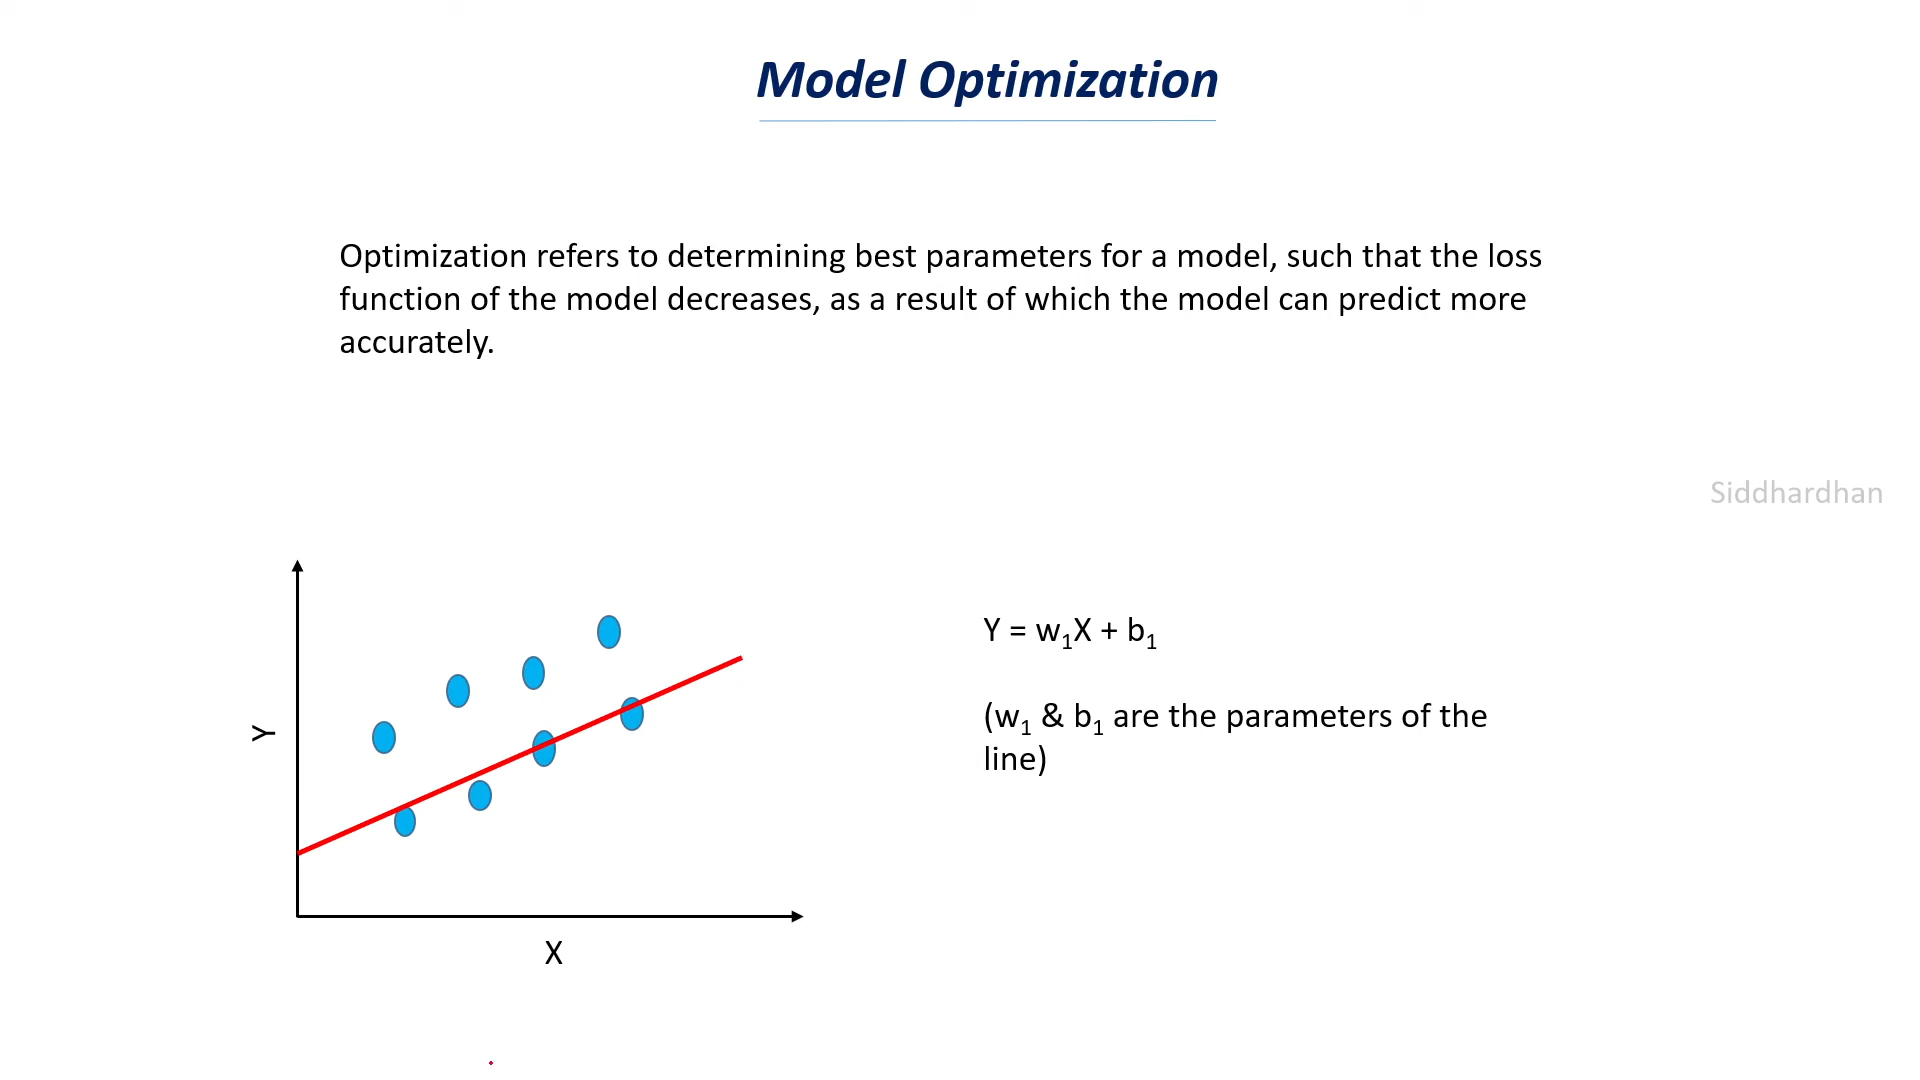 Model Optimization
Optimization refers to determining best parameters for a model, such that the loss
function of the model decreases, as a result of which the model can predict more
accurately.
Siddhardhan
Y = w₁X + b₁
(w₁ & b₁ are the parameters of the
line)
Y
X